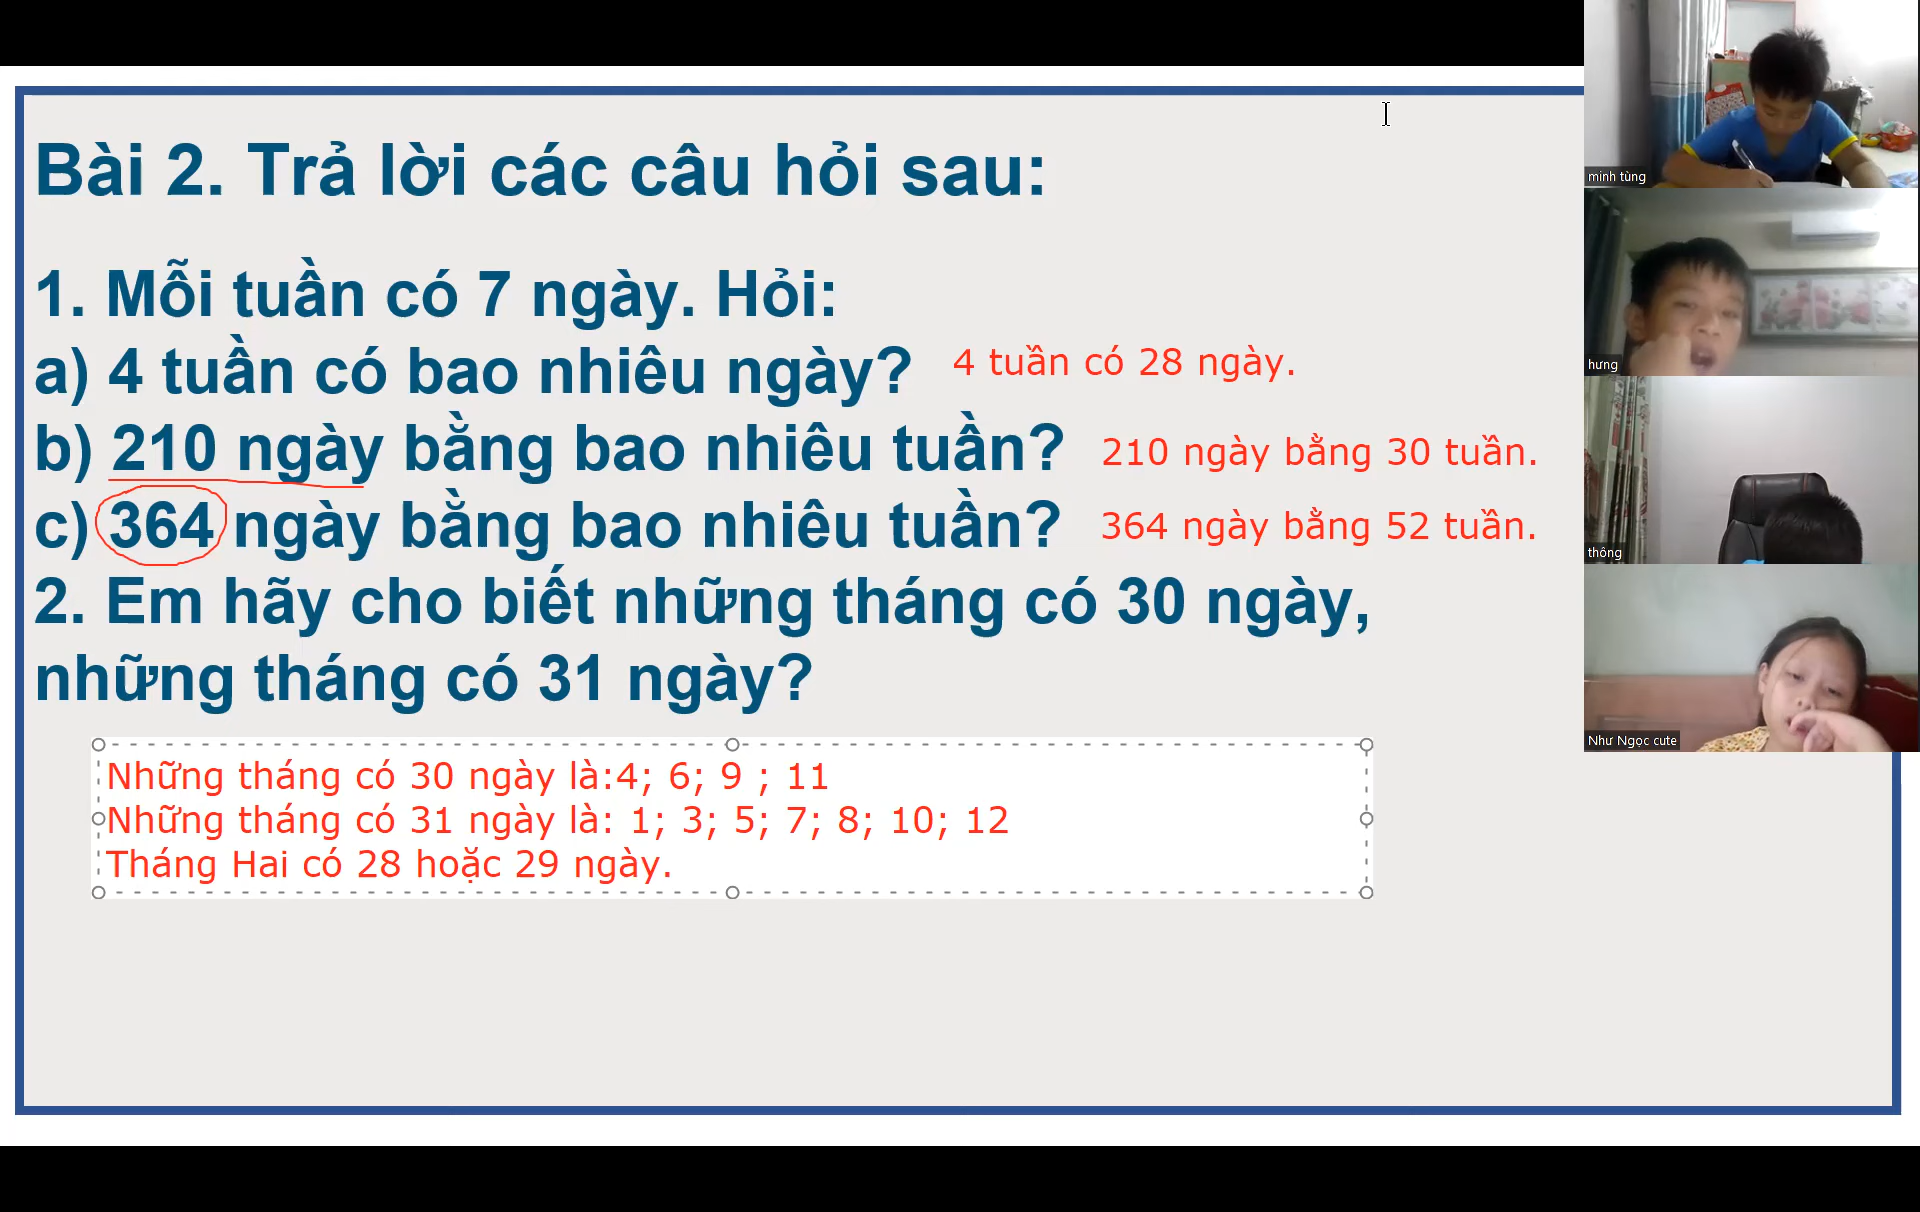 Bài 2. Trả lời các câu hỏi sau:
1. Mỗi tuần có 7 ngày. Hỏi:
a) 4 tuần có bao nhiêu ngày? 4 tuần có 28 ngày.
b) 210 ngày bằng bao nhiêu tuần? 210 ngày bằng 30 tuần.
c) 364 ngày bằng bao nhiêu tuần? 364 ngày bằng 52 tuần.
2. Em hãy cho biết những tháng có 30 ngày,
những tháng có 31 ngày?
Những tháng có 30 ngày là:4; 6; 9 ; 11
Những tháng có 31 ngày là: 1; 3; 5; 7; 8; 10; 12
Tháng Hai có 28 hoặc 29 ngày.
minh tùng
hưng
thông
Như Ngọc cute